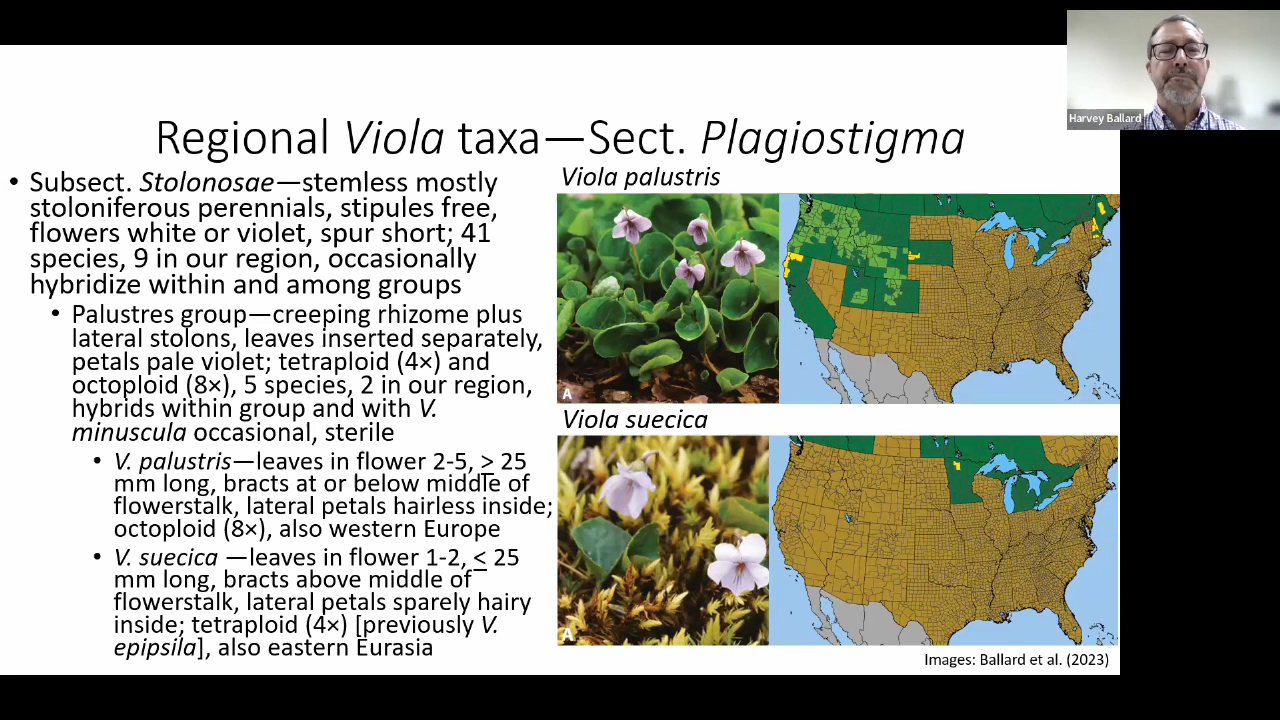 Harvey Ballard
Regional Viola taxa—Sect. Plagiostigma
• Subsect. Stolonosae—stemless mostly
stoloniferous perennials, stipules free,
flowers white or violet, spur short; 41
species, 9 in our region, occasionally
hybridize within and among groups
• Palustres group—creeping rhizome plus
lateral stolons, leaves inserted separately,
petals pale violet; tetraploid (4×) and
octoploid (8×), 5 species, 2 in our region,
hybrids within group and with V.
minuscula occasional, sterile
• V. palustris—leaves in flower 2-5, > 25
mm long, bracts at or below middle of
flowerstalk, lateral petals hairless inside;
octoploid (8×), also western Europe
• V. suecica —leaves in flower 1-2, < 25
mm long, bracts above middle of
flowerstalk, lateral petals sparely hairy
inside; tetraploid (4×) [previously V.
epipsila], also eastern Eurasia
Viola palustris
A
Viola suecica
A
Images: Ballard et al. (2023)